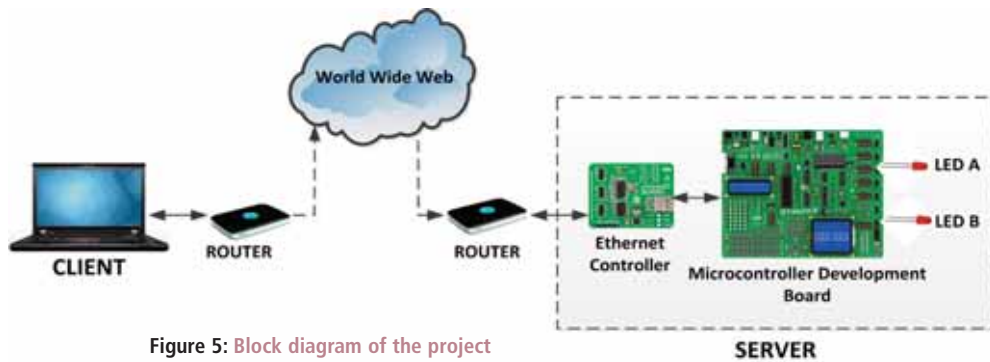 World Wide Web
CLIENT
ROUTER
ROUTER
Ethernet
Controller
Microcontroller Development
Board
LED A
LED B
SERVER
Figure 5: Block diagram of the project